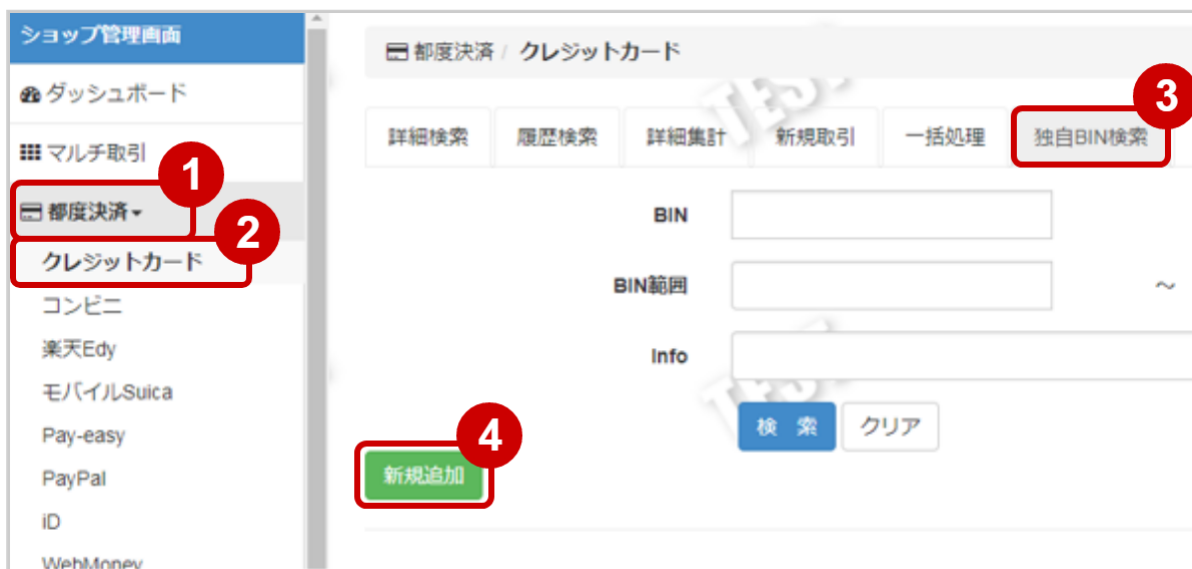 ショップ管理画面
ダッシュボード
マルチ取引
1
都度決済
2
クレジットカード
コンビニ
楽天Edy
モバイルSuica
Pay-easy
PayPal
iD
WebMoney
都度決済 / クレジットカード
3
詳細検索 履歴検索 詳細集計 新規取引 一括処理 独自BIN検索
BIN
BIN範囲 ～
Info
検 索 クリア
4
新規追加
TEST
TEST